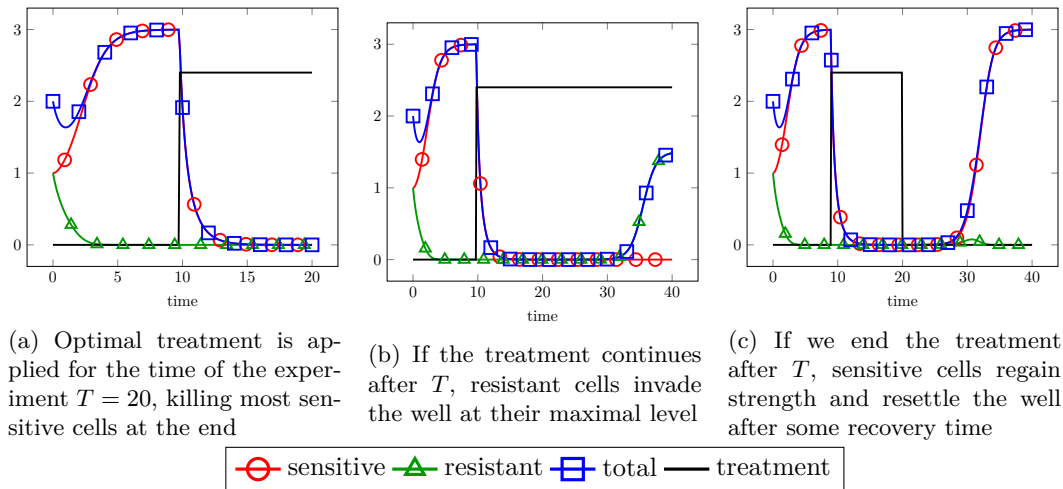 3
2
1
0
0
5
10
15
20
time
3
2
1
0
0
10
20
30
40
time
3
2
1
0
0
10
20
30
40
time
(a) Optimal treatment is ap-
plied for the time of the exper-
iment T = 20, killing most sen-
sitive cells at the end
(b) If the treatment continues
after T, resistant cells invade
the well at their maximal level
(c) If we end the treatment
after T, sensitive cells regain
strength and resettle the well
after some recovery time
sensitive resistant total treatment